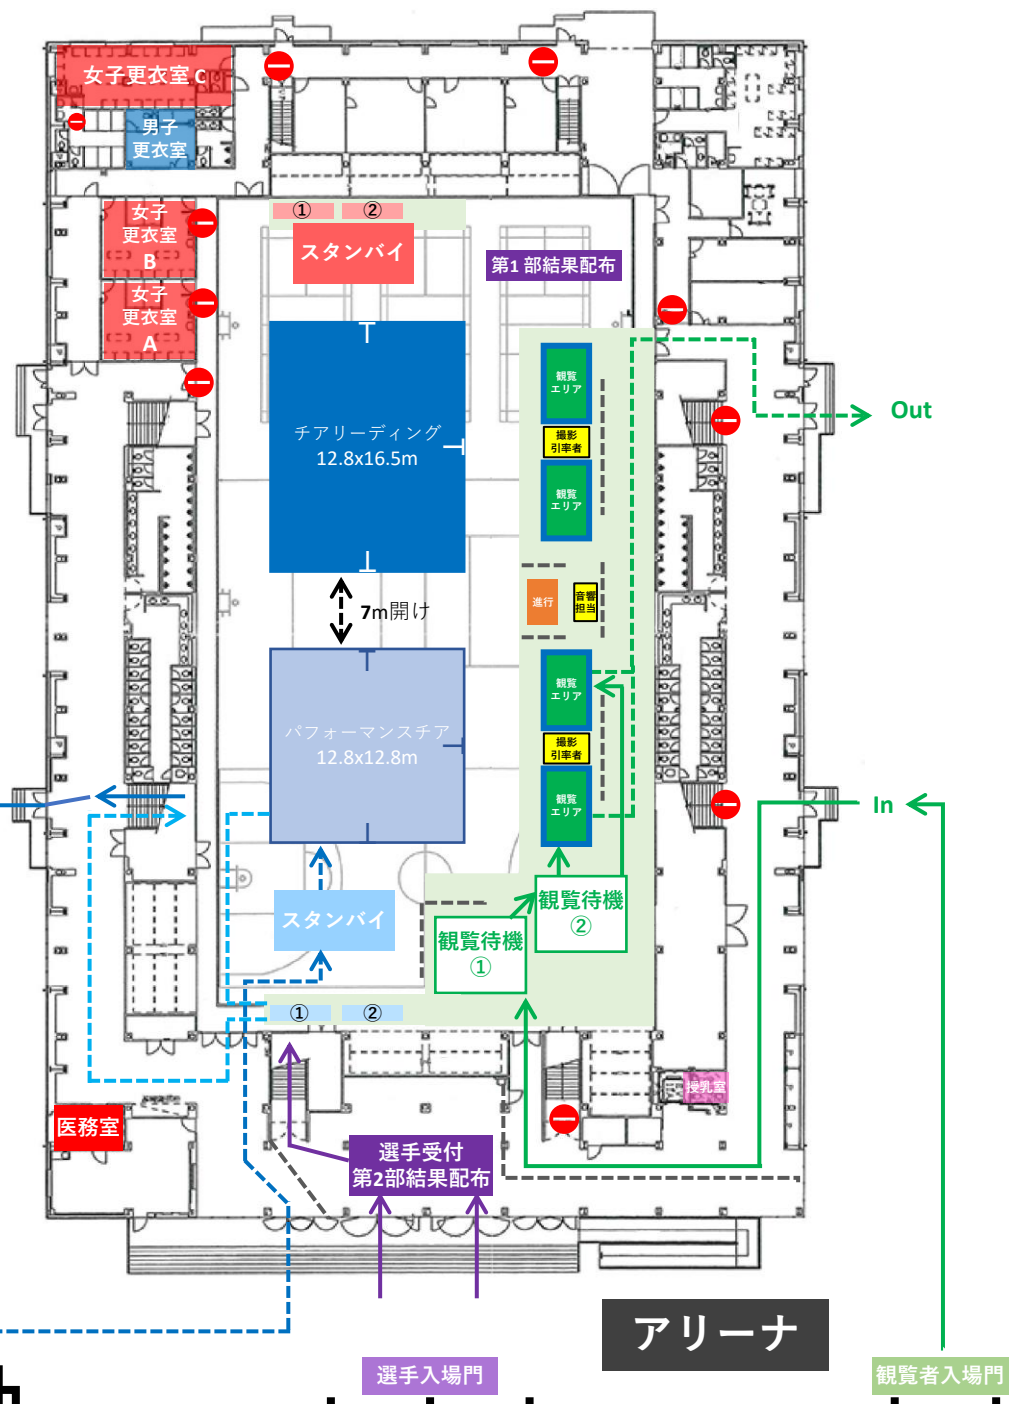 女子更衣室 C
男子
更衣室
女子
更衣室
B
女子
更衣室
A
① ②
スタンバイ
第1 部結果配布
チアリーディング
12.8x16.5m
観覧
エリア
撮影
引率者
観覧
エリア
Out
7m開け
進行
音響
担当
パフォーマンスチア
12.8x12.8m
観覧
エリア
撮影
引率者
観覧
エリア
In
スタンバイ
観覧待機
②
観覧待機
①
① ②
授乳室
医務室
選手受付
第2部結果配布
アリーナ
選手入場門
観覧者入場門